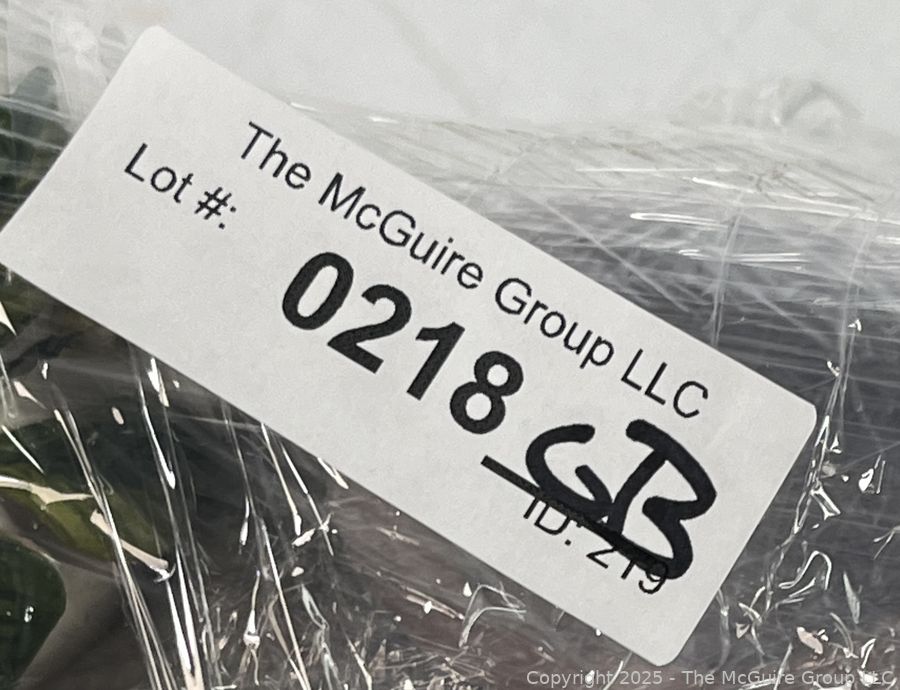 The McGuire Group LLC
Lot #:
0218
GB
ID: 219
Copyright 2025 - The McGuire Group LLC